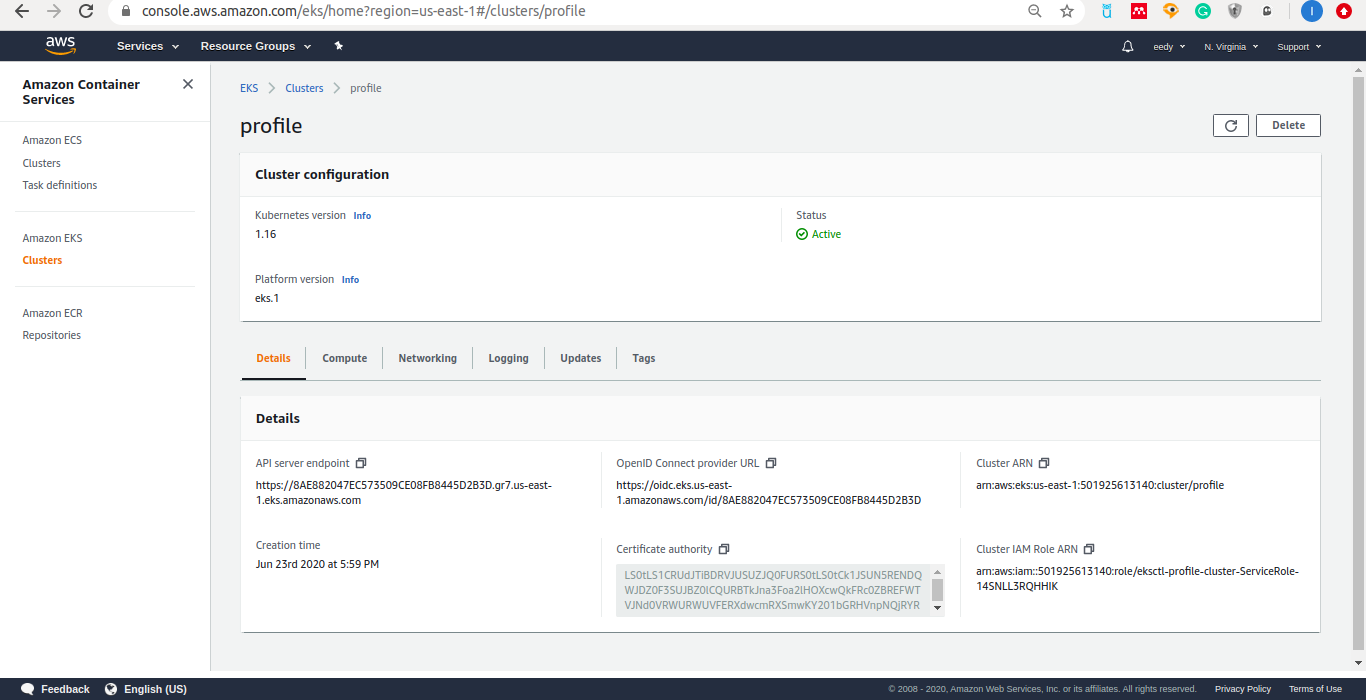 console.aws.amazon.com/eks/home?region=us-east-1#/clusters/profile
aws
Services
Resource Groups
eedy
N. Virginia
Support
Amazon Container
Services
Amazon ECS
Clusters
Task definitions
Amazon EKS
Clusters
Amazon ECR
Repositories
EKS
Clusters
profile
profile
Delete
Cluster configuration
Kubernetes version Info
1.16
Status
Active
Platform version Info
eks.1
Details
Compute
Networking
Logging
Updates
Tags
Details
API server endpoint
https://8AE882047EC573509CE08FB8445D2B3D.gr7.us-east-
1.eks.amazonaws.com
OpenID Connect provider URL
https://oidc.eks.us-east-
1.amazonaws.com/id/8AE882047EC573509CE08FB8445D2B3D
Cluster ARN
arn:aws:eks:us-east-1:501925613140:cluster/profile
Creation time
Jun 23rd 2020 at 5:59 PM
Certificate authority
Cluster IAM Role ARN
arn:aws:iam::501925613140:role/eksctl-profile-cluster-ServiceRole-
14SNLL3RQHHIK
Feedback
English (US)
© 2008 - 2020, Amazon Web Services, Inc. or its affiliates. All rights reserved.
Privacy Policy
Terms of Use